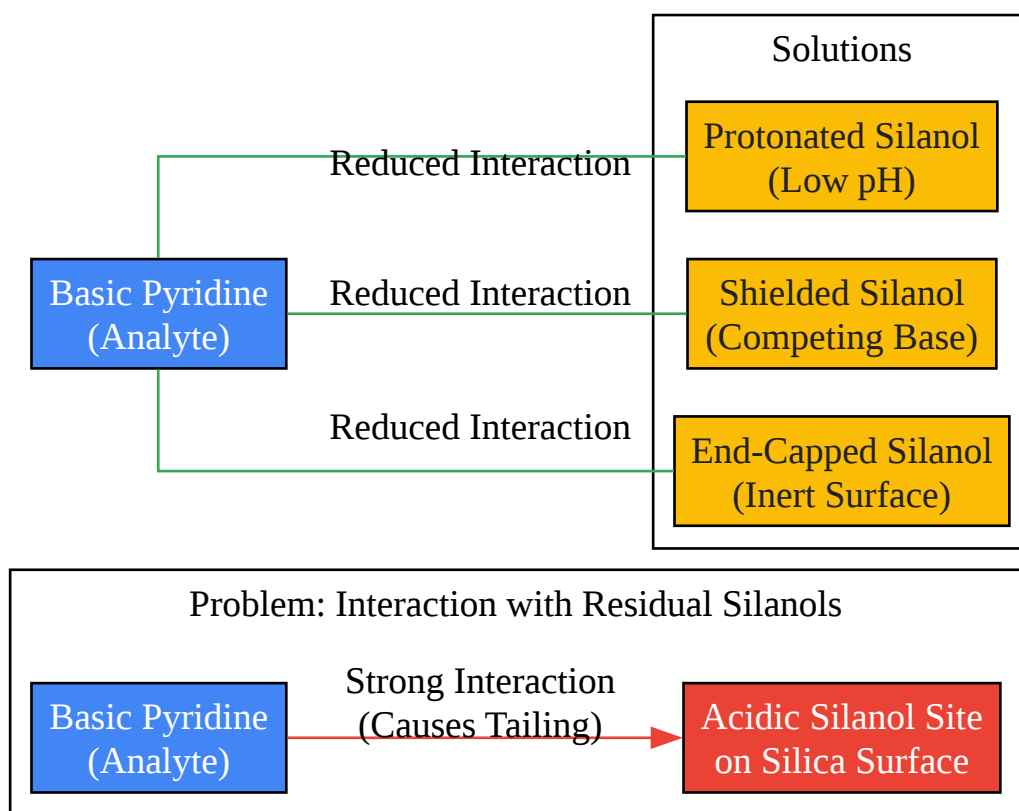 Solutions
Protonated Silanol
(Low pH)
Reduced Interaction
Basic Pyridine
(Analyte)
Reduced Interaction
Shielded Silanol
(Competing Base)
Reduced Interaction
End-Capped Silanol
(Inert Surface)
Problem: Interaction with Residual Silanols
Basic Pyridine
(Analyte)
Strong Interaction
(Causes Tailing)
Acidic Silanol Site
on Silica Surface